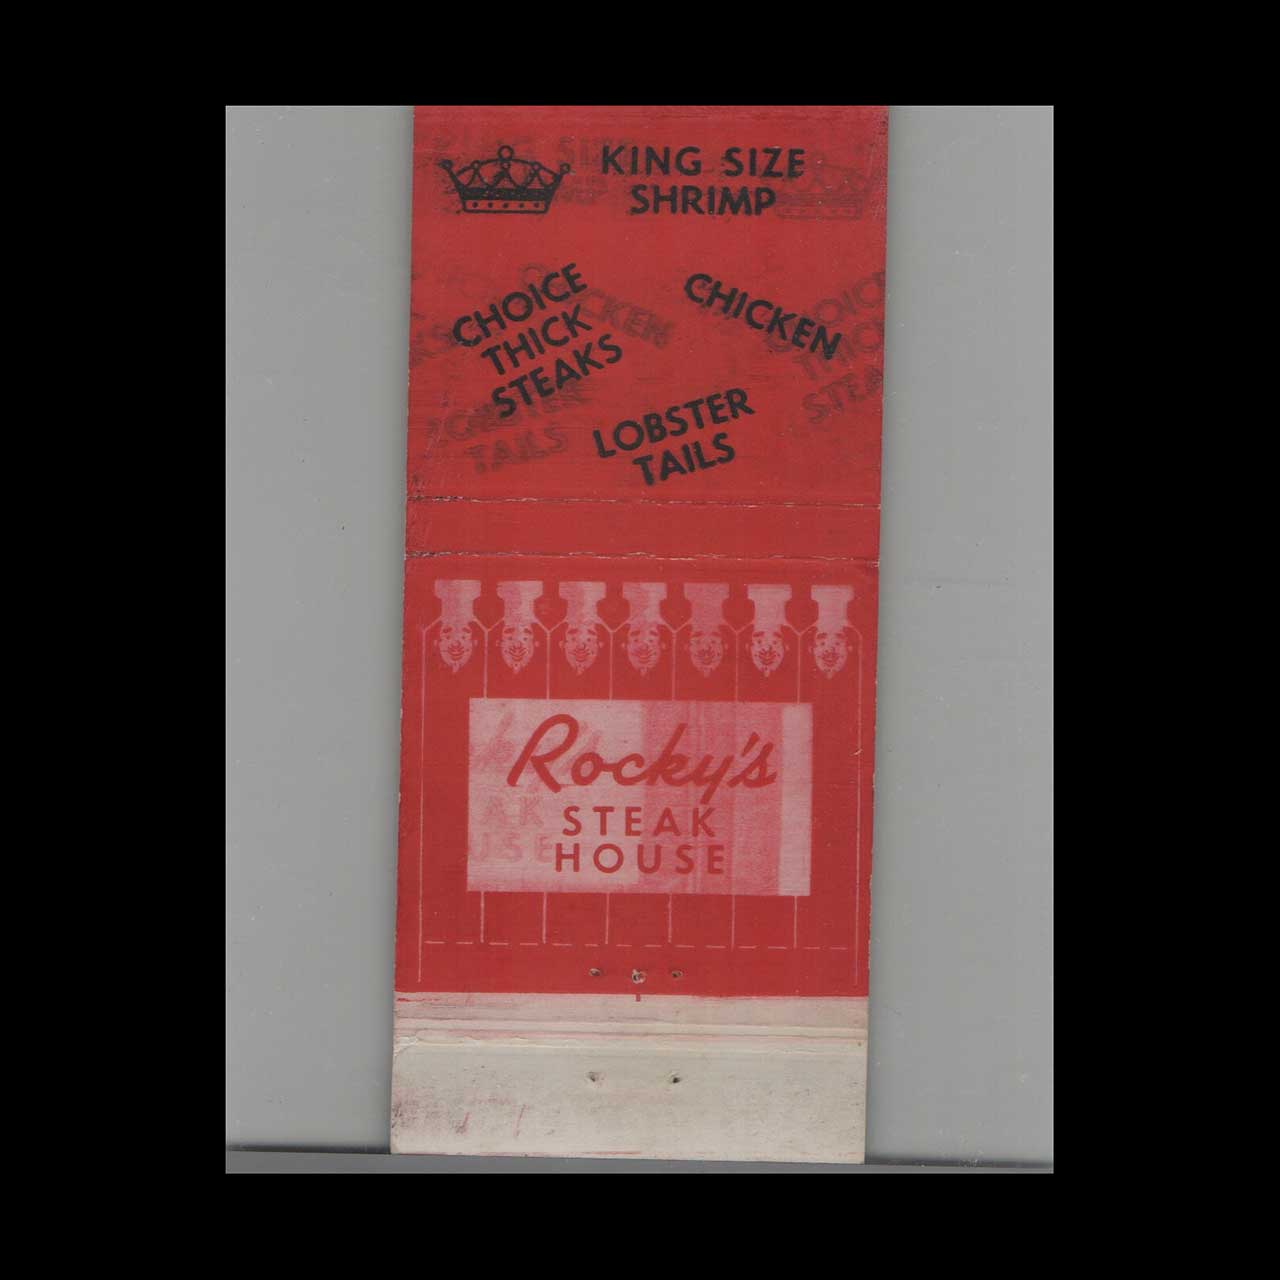 KING SIZE
SHRIMP
CHOICE
THICK
STEAKS
CHICKEN
LOBSTER
TAILS
Rocky's
STEAK
HOUSE